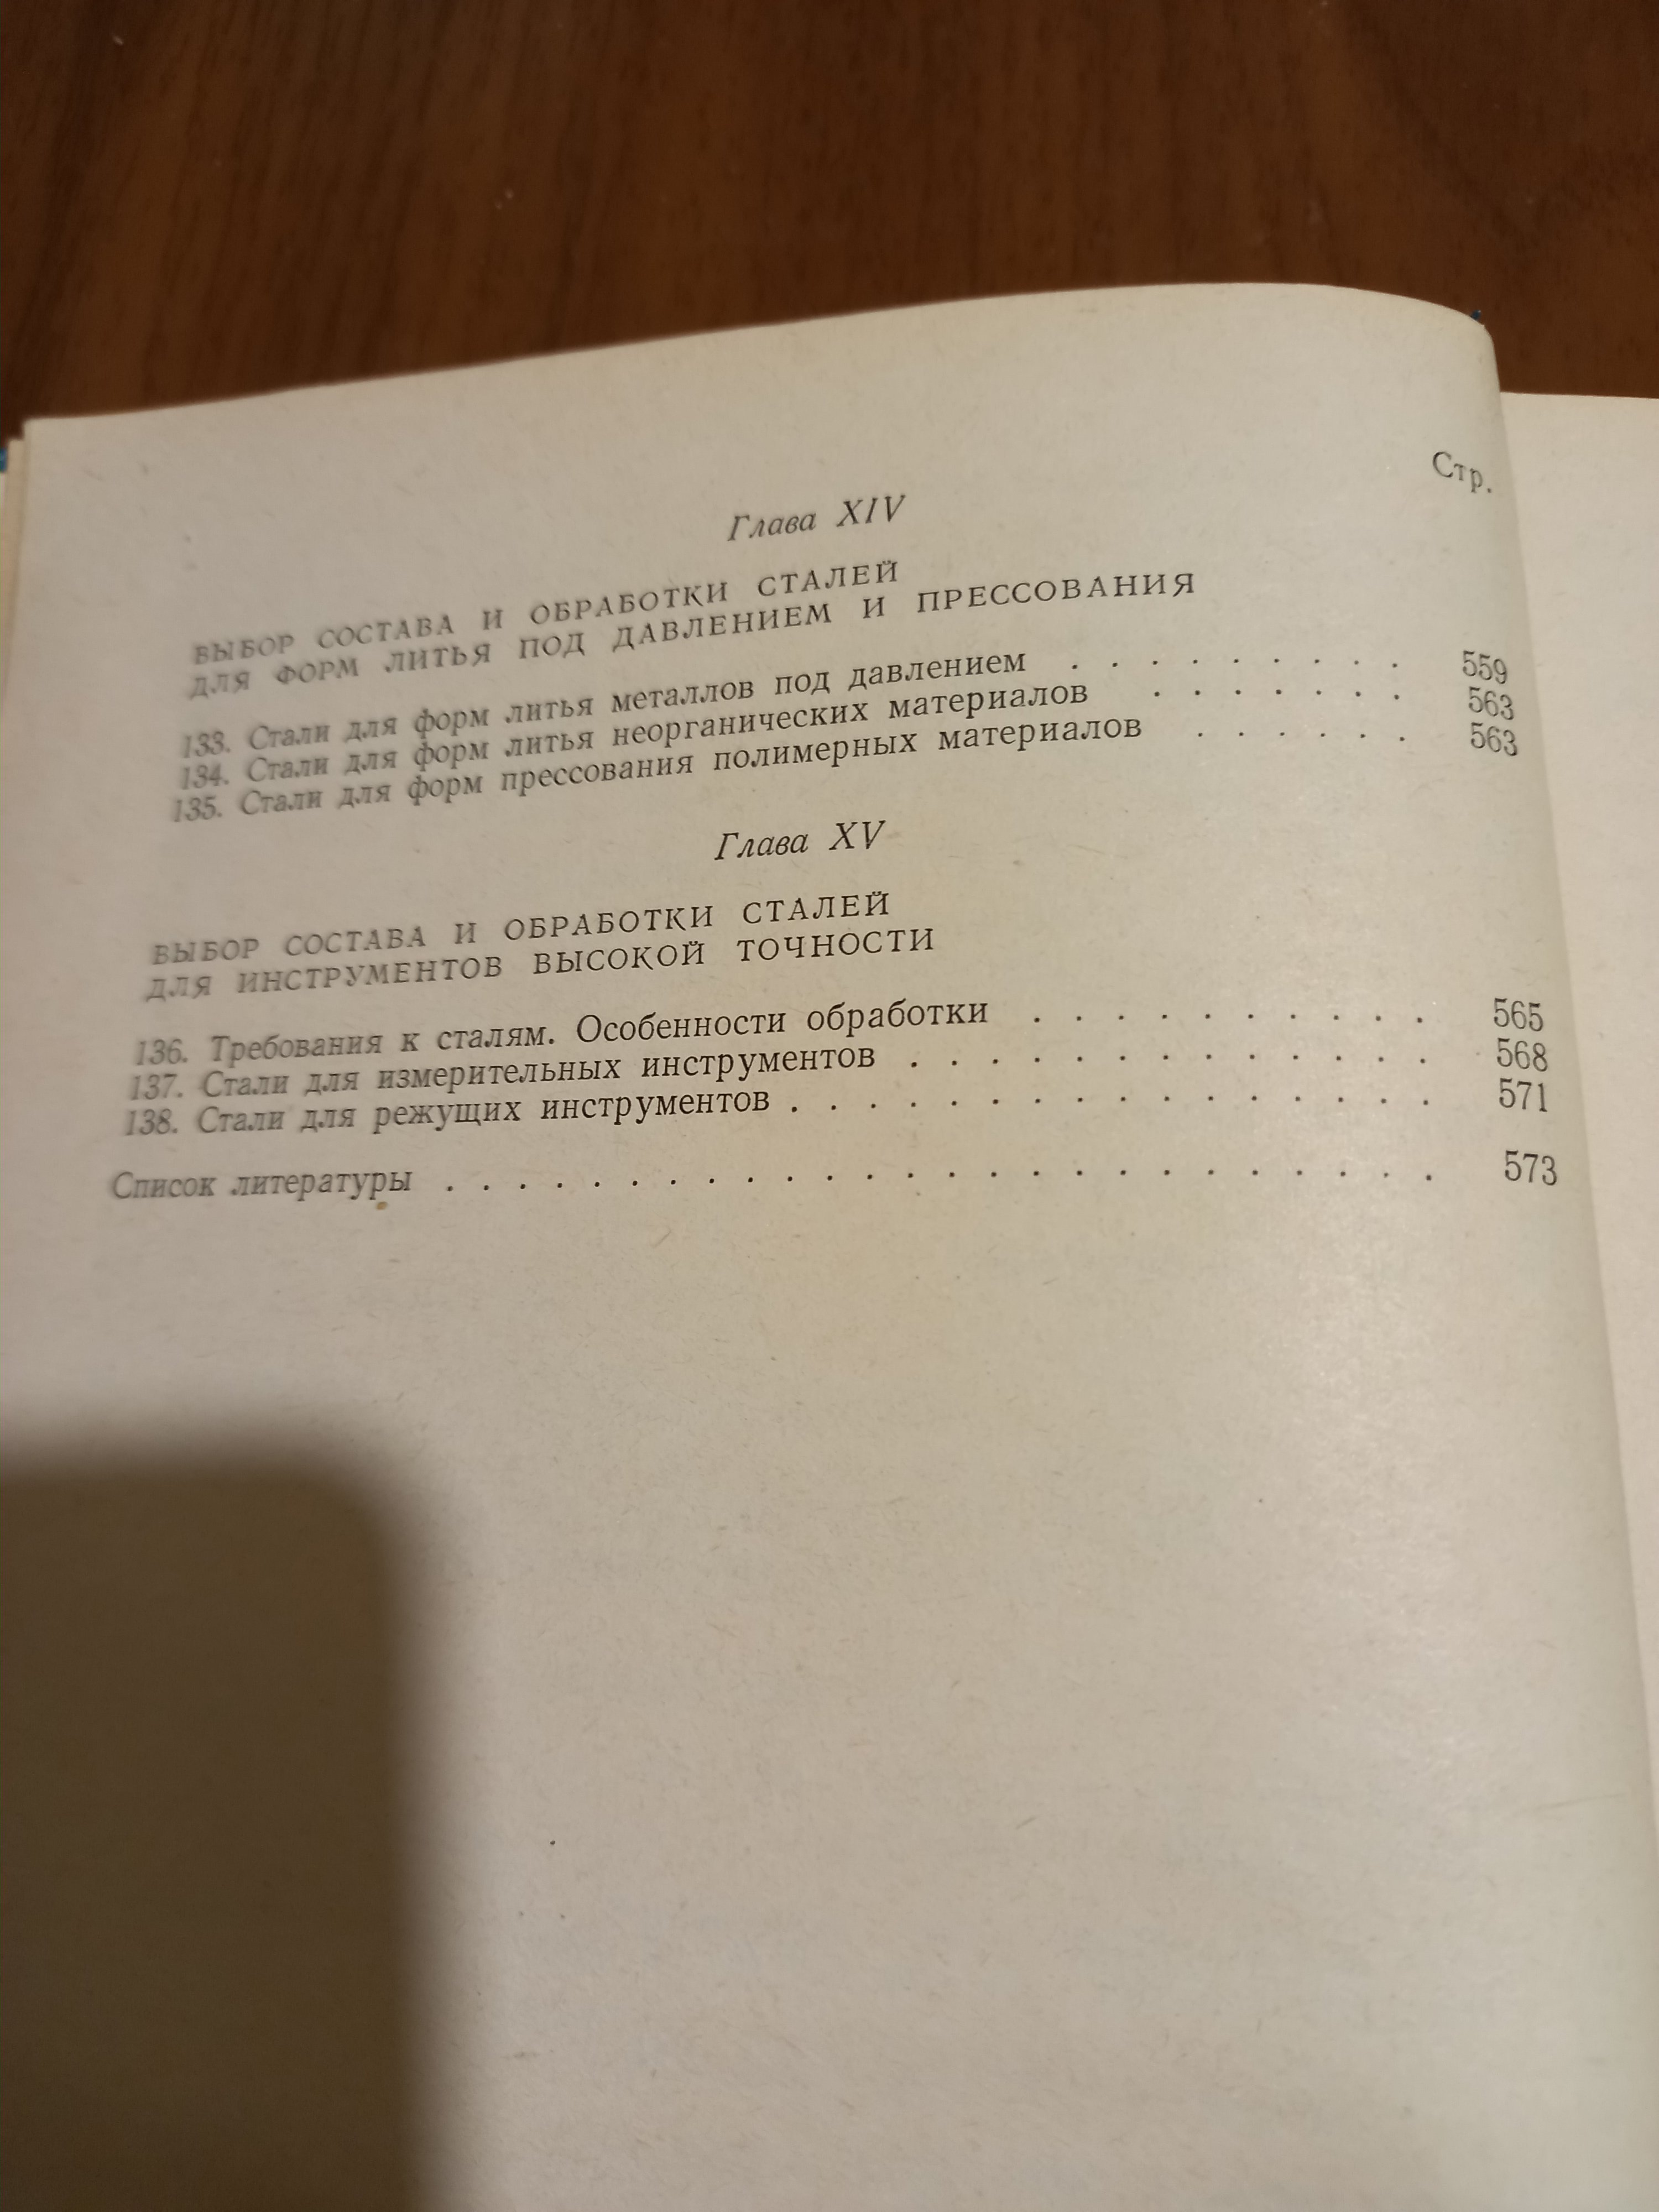 Стр.
Глава XIV
ВЫБОР СОСТАВА И ОБРАБОТКИ СТАЛЕЙ
ДЛЯ ФОРМ ЛИТЬЯ ПОД ДАВЛЕНИЕМ И ПРЕССОВАНИЯ
133. Стали для форм литья металлов под давлением . . . . . . . . . 559
134. Стали для форм литья неорганических материалов . . . . . . . 563
135. Стали для форм прессования полимерных материалов . . . . . . 563
Глава XV
ВЫБОР СОСТАВА И ОБРАБОТКИ СТАЛЕЙ
ДЛЯ ИНСТРУМЕНТОВ ВЫСОКОЙ ТОЧНОСТИ
136. Требования к сталям. Особенности обработки . . . . . . . . . . 565
137. Стали для измерительных инструментов . . . . . . . . . . . . . 568
138. Стали для режущих инструментов . . . . . . . . . . . . . . . . 571
Список литературы . . . . . . . . . . . . . . . . . . . . . . . . . . 573